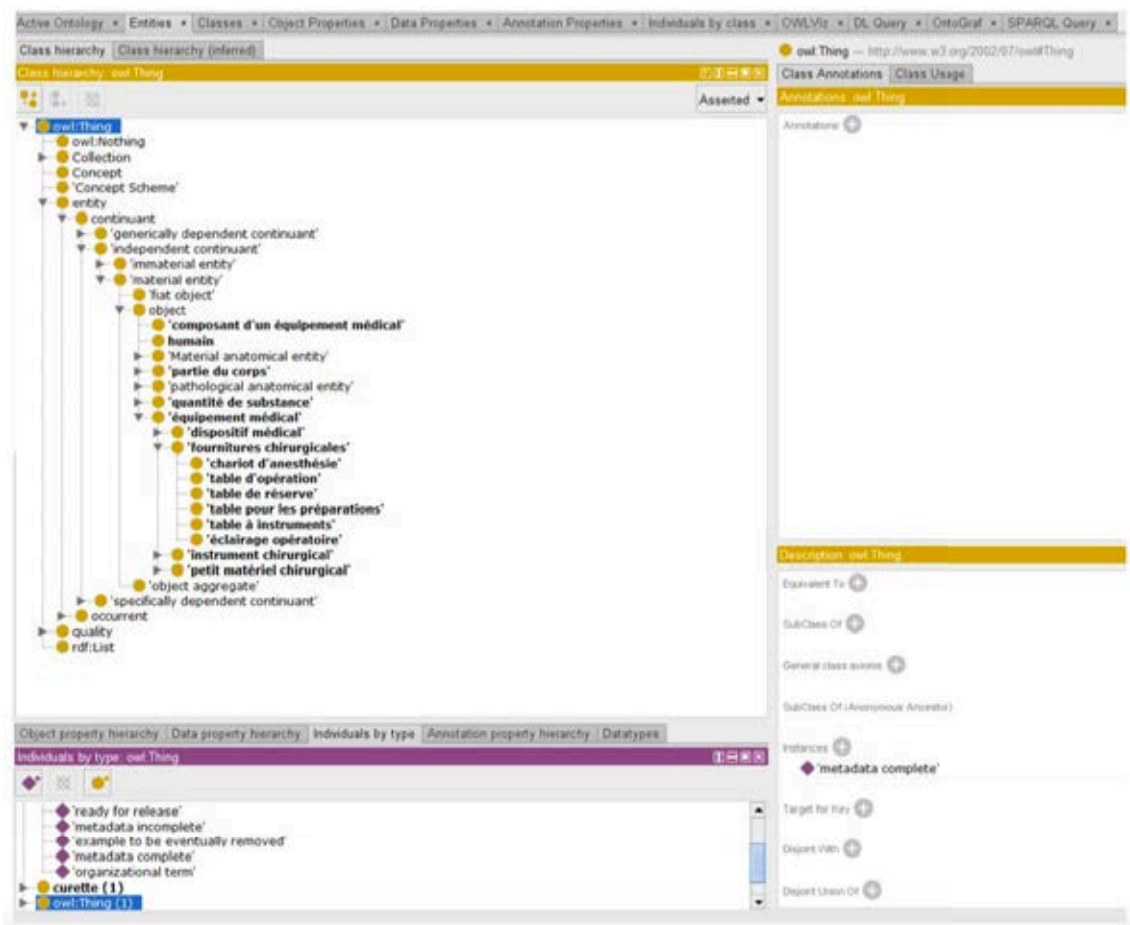 Active Ontology × Entities × Classes × Object Properties × Data Properties × Annotation Properties × Individuals by class × OWLViz × DL Query × OntoGraf × SPARQL Query ×
Class hierarchy Class hierarchy (inferred)
Class hierarchy: owl:Thing
Asserted
owl:Thing
owl:Nothing
Collection
Concept
'Concept Scheme'
entity
continuant
'generically dependent continuant'
'independent continuant'
'immaterial entity'
'material entity'
'fiat object'
object
'composant d'un équipement médical'
humain
'Material anatomical entity'
'partie du corps'
'pathological anatomical entity'
'quantité de substance'
'équipement médical'
'dispositif médical'
'fournitures chirurgicales'
'chariot d'anesthésie'
'table d'opération'
'table de réserve'
'table pour les préparations'
'table à instruments'
'éclairage opératoire'
'instrument chirurgical'
'petit matériel chirurgical'
'object aggregate'
'specifically dependent continuant'
occurrent
quality
rdf:List
Object property hierarchy Data property hierarchy Individuals by type Annotation property hierarchy Datatypes
Individuals by type: owl:Thing
'ready for release'
'metadata incomplete'
'example to be eventually removed'
'metadata complete'
'organizational term'
curette (1)
owl:Thing (1)
owl:Thing — http://www.w3.org/2002/07/owl#Thing
Class Annotations Class Usage
Annotations: owl:Thing
Annotations
Description: owl:Thing
Equivalent To
SubClass Of
General class axioms
SubClass Of (Anonymous Ancestor)
Instances
'metadata complete'
Target for Key
Disjoint With
Disjoint Union Of